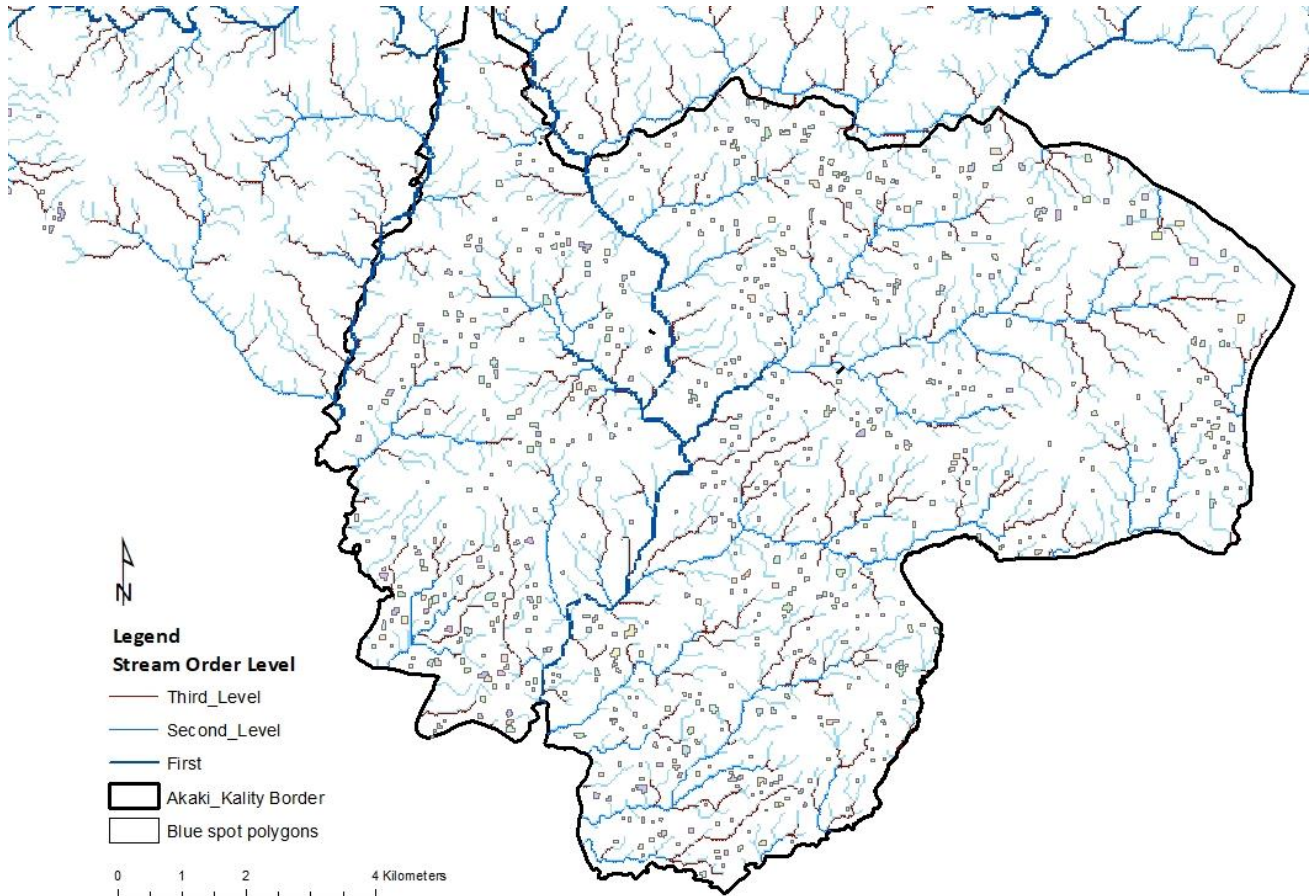 N
Legend
Stream Order Level
Third_Level
Second_Level
First
Akaki_Kality Border
Blue spot polygons
0 1 2 4 Kilometers